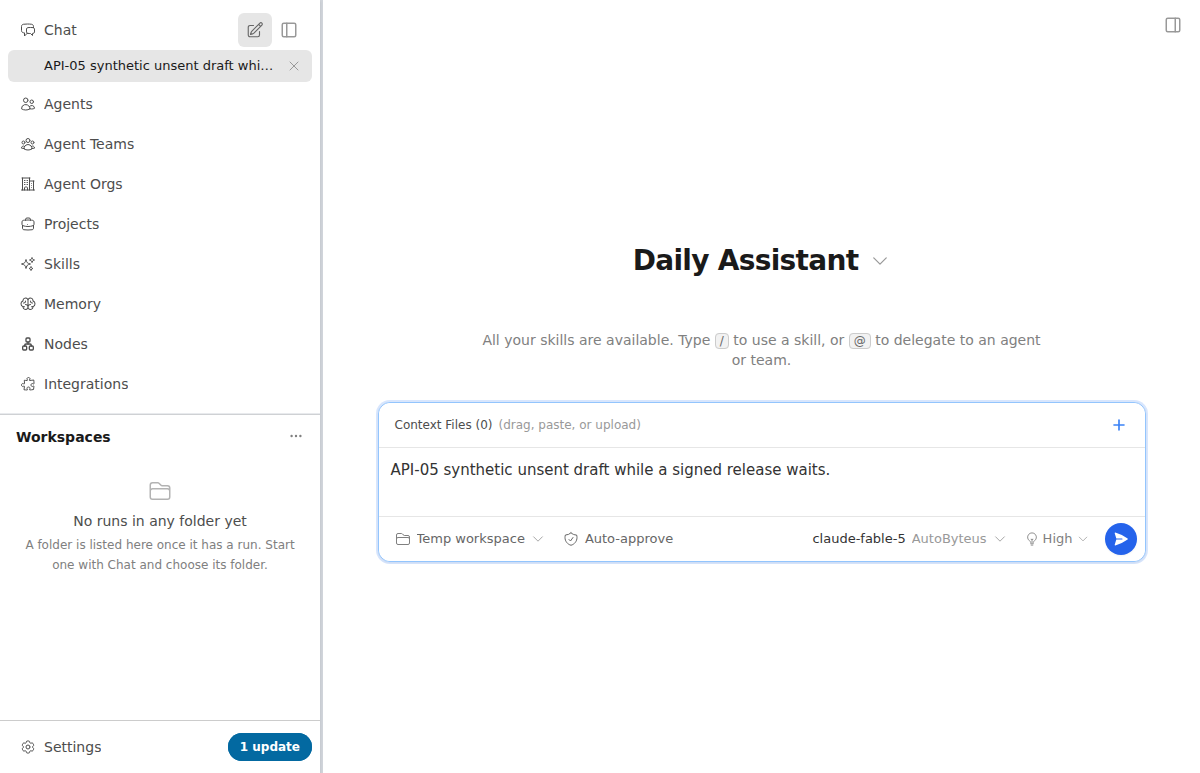 Chat
API-05 synthetic unsent draft whi...
Agents
Agent Teams
Agent Orgs
Projects
Skills
Memory
Nodes
Integrations
Workspaces
No runs in any folder yet
A folder is listed here once it has a run. Start
one with Chat and choose its folder.
Settings
1 update
Daily Assistant
All your skills are available. Type / to use a skill, or @ to delegate to an agent
or team.
Context Files (0) (drag, paste, or upload)
API-05 synthetic unsent draft while a signed release waits.
Temp workspace Auto-approve claude-fable-5 AutoByteus High